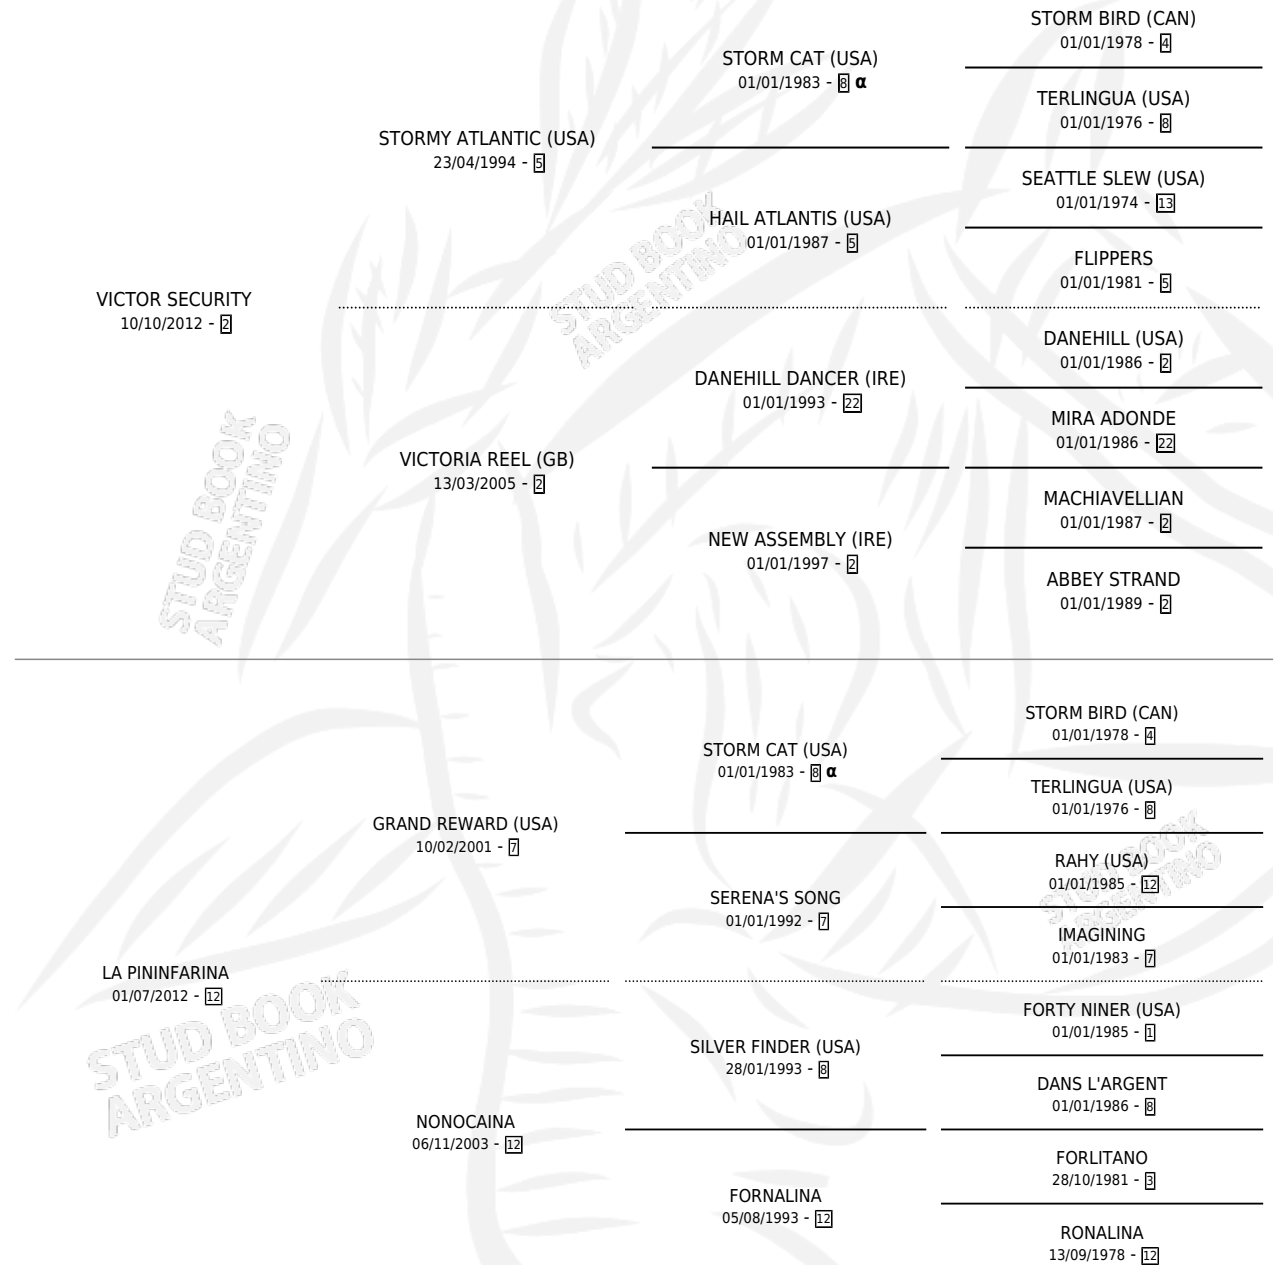 STORM BIRD (CAN)
01/01/1978 - 4
STORM CAT (USA)
01/01/1983 - 8 α
TERLINGUA (USA)
01/01/1976 - 8
STORMY ATLANTIC (USA)
23/04/1994 - 5
SEATTLE SLEW (USA)
01/01/1974 - 13
HAIL ATLANTIS (USA)
01/01/1987 - 5
FLIPPERS
01/01/1981 - 5
VICTOR SECURITY
10/10/2012 - 2
DANEHILL (USA)
01/01/1986 - 2
DANEHILL DANCER (IRE)
01/01/1993 - 22
MIRA ADONDE
01/01/1986 - 22
VICTORIA REEL (GB)
13/03/2005 - 2
MACHIAVELLIAN
01/01/1987 - 2
NEW ASSEMBLY (IRE)
01/01/1997 - 2
ABBEY STRAND
01/01/1989 - 2
STORM BIRD (CAN)
01/01/1978 - 4
STORM CAT (USA)
01/01/1983 - 8 α
TERLINGUA (USA)
01/01/1976 - 8
GRAND REWARD (USA)
10/02/2001 - 7
RAHY (USA)
01/01/1985 - 12
SERENA'S SONG
01/01/1992 - 7
IMAGINING
01/01/1983 - 7
LA PININFARINA
01/07/2012 - 12
FORTY NINER (USA)
01/01/1985 - 1
SILVER FINDER (USA)
28/01/1993 - 8
DANS L'ARGENT
01/01/1986 - 8
NONOCAINA
06/11/2003 - 12
FORLITANO
28/10/1981 - 3
FORNALINA
05/08/1993 - 12
RONALINA
13/09/1978 - 12
STUD BOOK
ARGENTINO
STUD BOOK
ARGENTINO
STUD BOOK
ARGENTINO
STUD BOOK
ARGENTINO